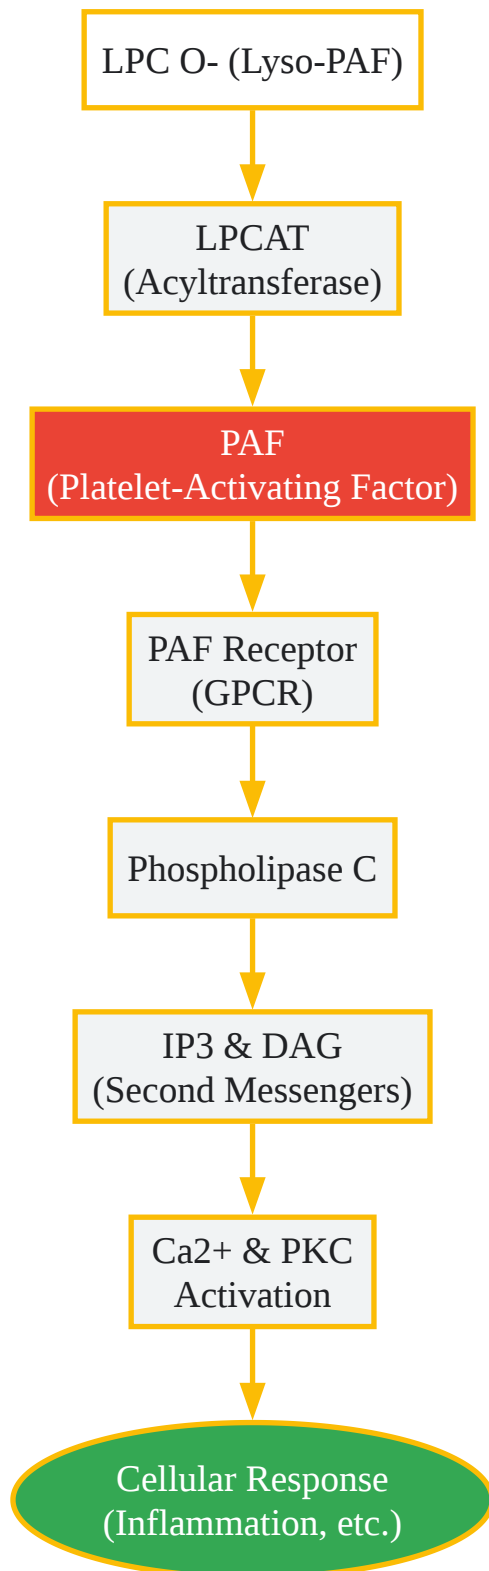 LPC O- (Lyso-PAF)
LPCAT
(Acyltransferase)
PAF
(Platelet-Activating Factor)
PAF Receptor
(GPCR)
Phospholipase C
IP3 & DAG
(Second Messengers)
Ca2+ & PKC
Activation
Cellular Response
(Inflammation, etc.)